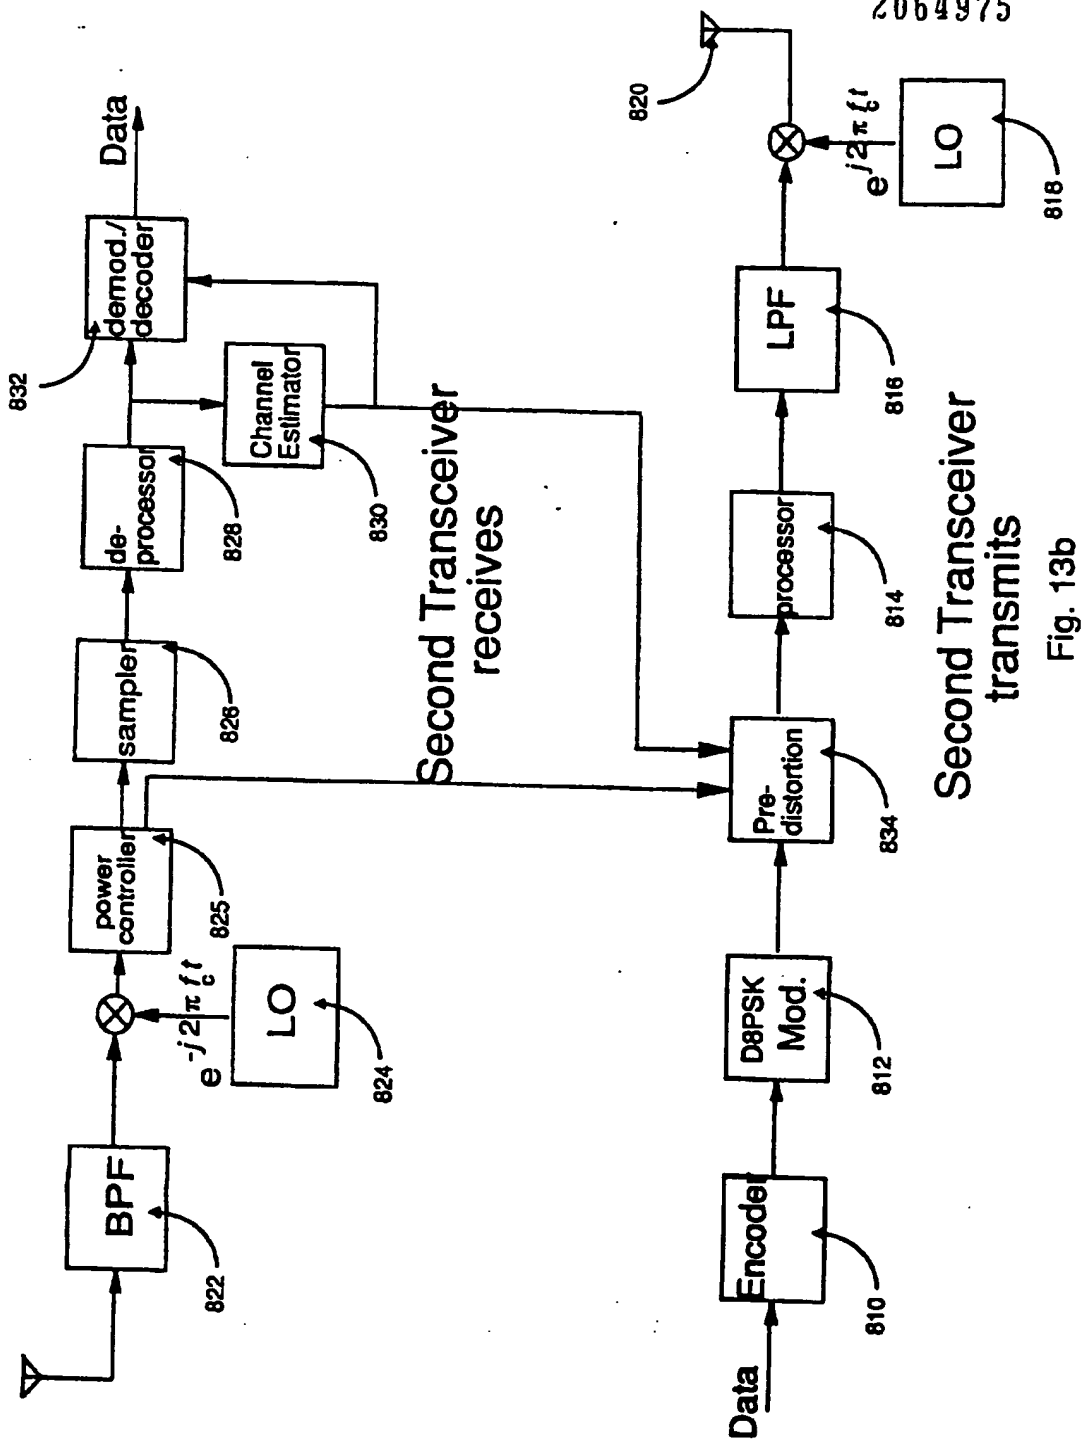 2064975
BPF
822
e^-j2πf_ct
LO
824
power
controller
825
sampler
826
de-
processor
828
Channel
Estimator
830
demod./
decoder
832
Data
Second Transceiver
receives
Data
Encoder
810
D8PSK
Mod.
812
Pre-
distortion
834
processor
814
LPF
816
e^j2πf_ct
LO
818
820
Second Transceiver
transmits
Fig. 13b